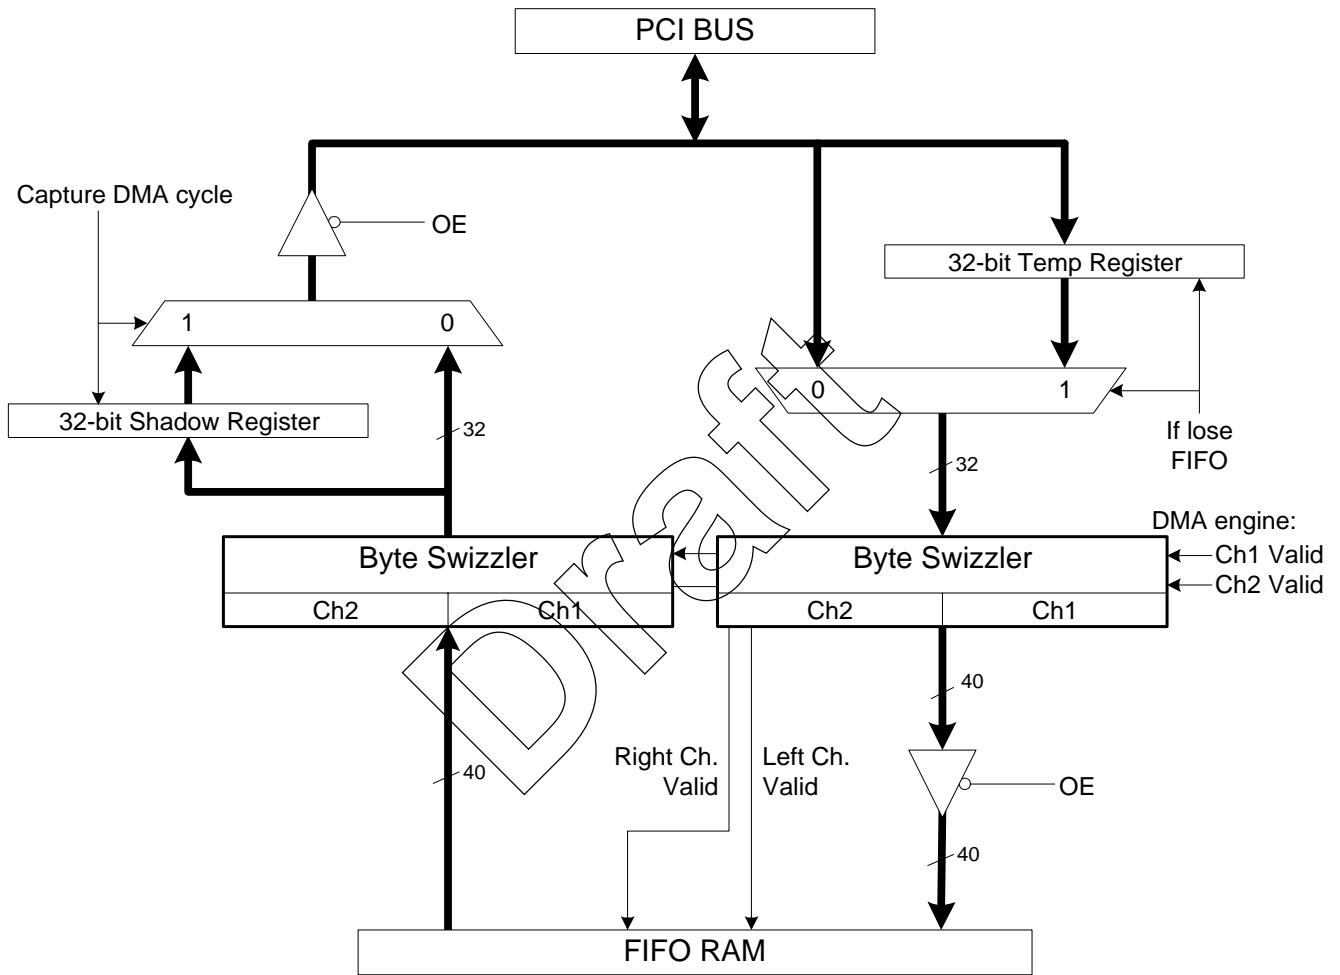 PCI BUS
Capture DMA cycle
OE
32-bit Temp Register
1
0
0
1
32-bit Shadow Register
32
If lose
FIFO
32
DMA engine:
Byte Swizzler
Byte Swizzler
Ch1 Valid
Ch2 Valid
Ch2
Ch1
Ch2
Ch1
Draft
40
Right Ch.
Valid
Left Ch.
Valid
40
OE
40
FIFO RAM